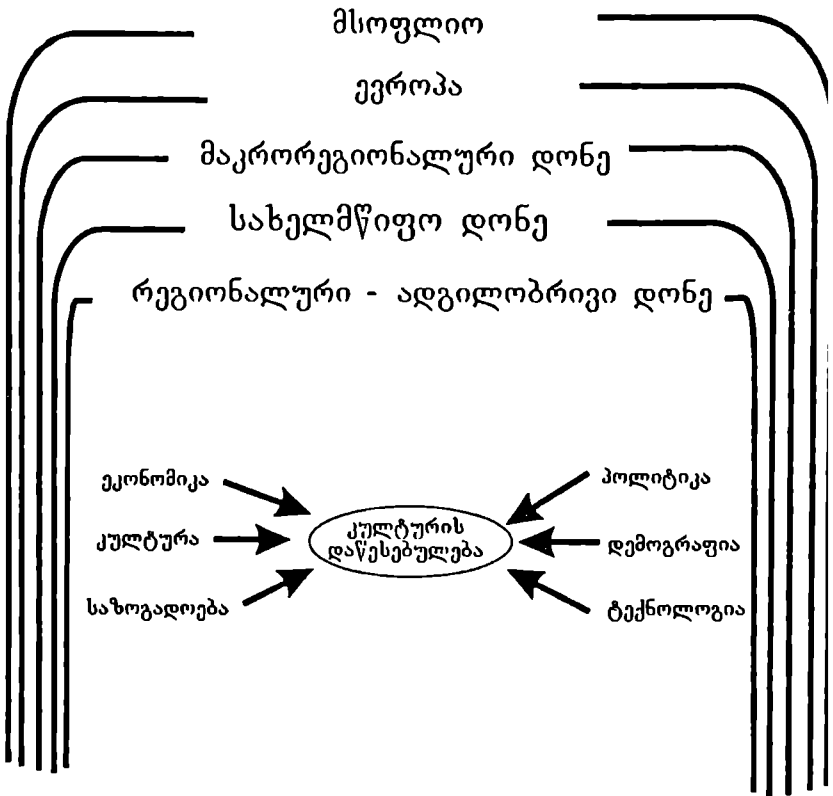 მსოფლიო
ევროპა
მაკრორეგიონალური დონე
სახელმწიფო დონე
რეგიონალური - ადგილობრივი დონე
ეკონომიკა
პოლიტიკა
კულტურის
დაწესებულება
კულტურა
დემოგრაფია
საზოგადოება
ტექნოლოგია